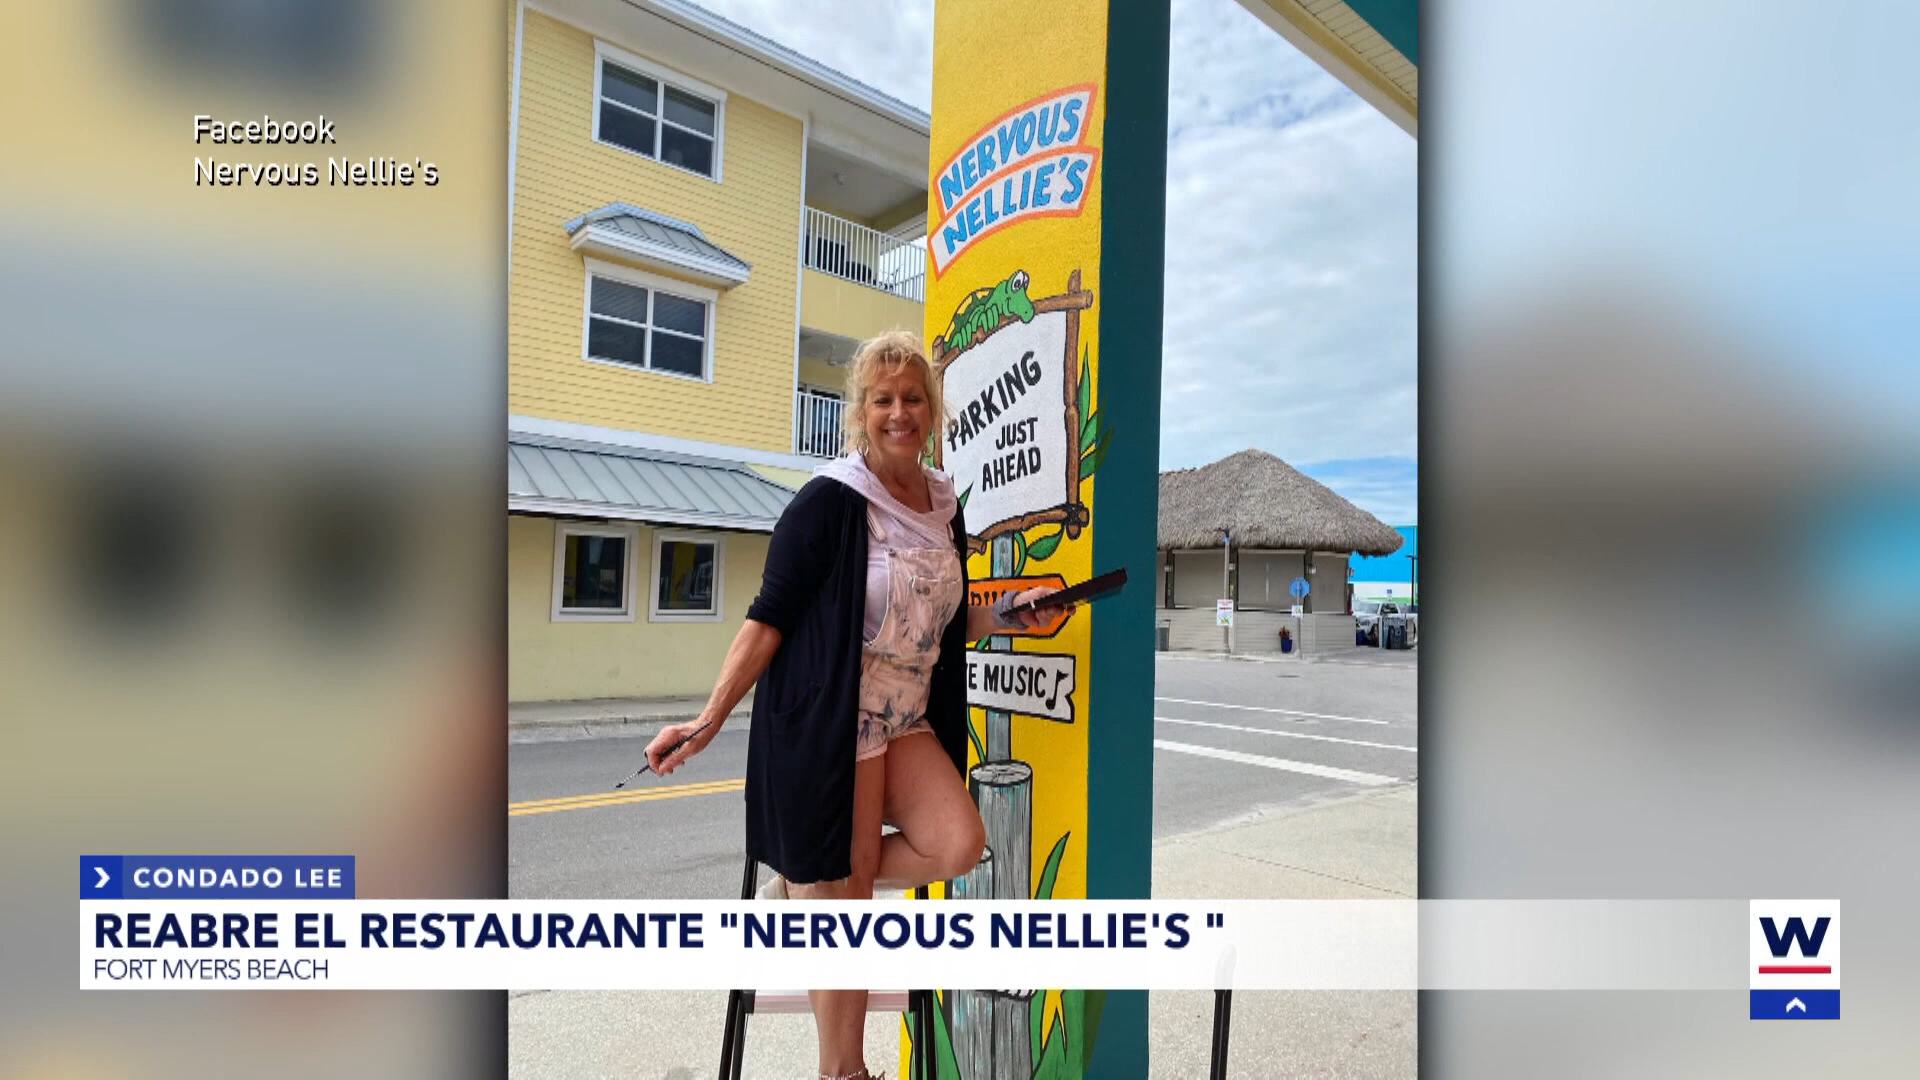 Facebook
Nervous Nellie's
NERVOUS
NELLIE'S
PARKING
JUST
AHEAD
E MUSIC
CONDADO LEE
REABRE EL RESTAURANTE "NERVOUS NELLIE'S "
FORT MYERS BEACH
W